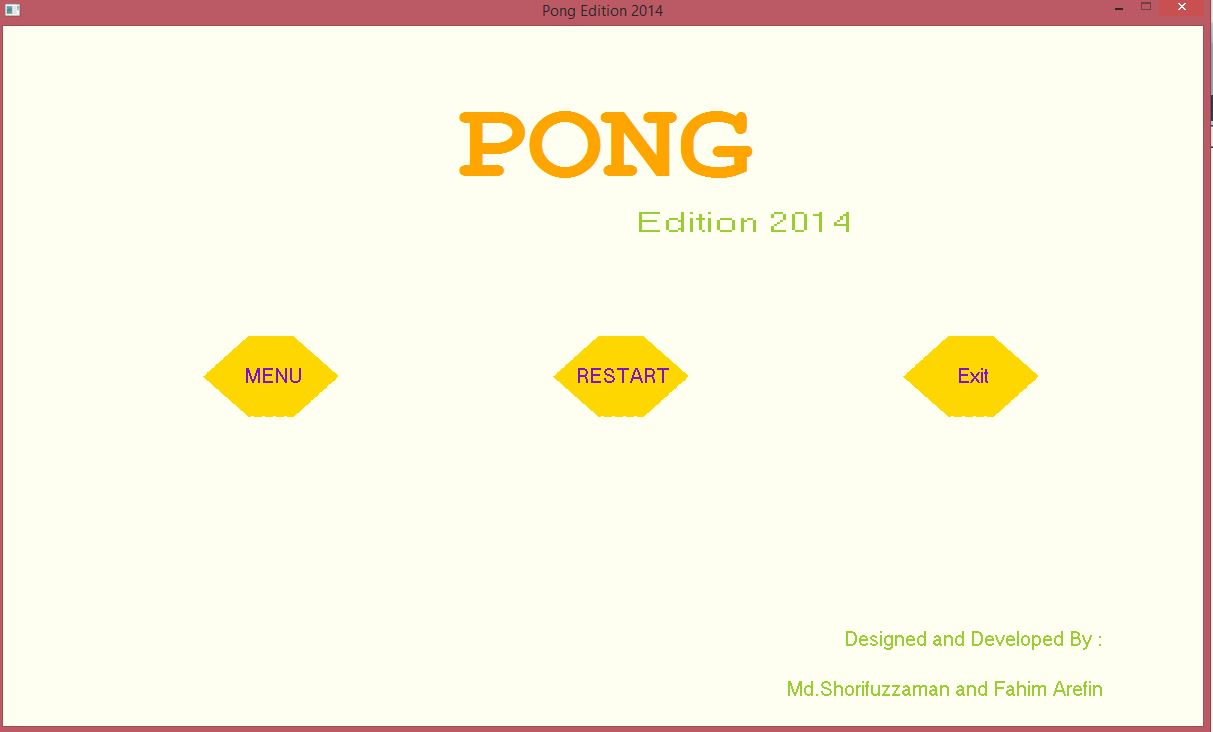 Pong Edition 2014
PONG
Edition 2014
MENU
RESTART
Exit
Designed and Developed By :
Md.Shorifuzzaman and Fahim Arefin